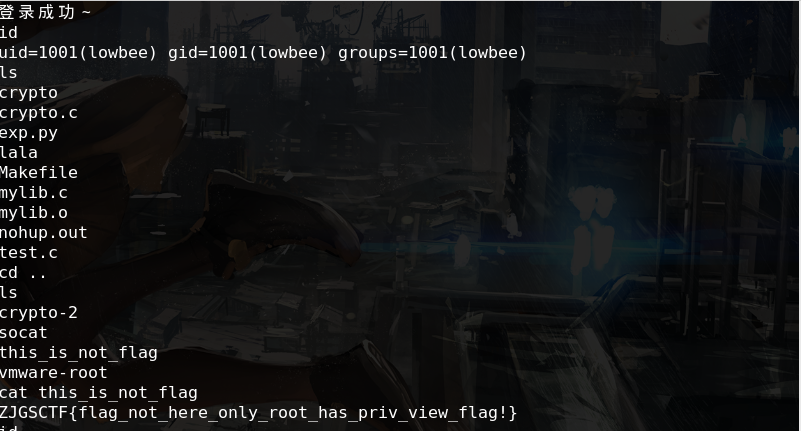 登录成功 ~
id
uid=1001(lowbee) gid=1001(lowbee) groups=1001(lowbee)
ls
crypto
crypto.c
exp.py
lala
Makefile
mylib.c
mylib.o
nohup.out
test.c
cd ..
ls
crypto-2
socat
this_is_not_flag
vmware-root
cat this_is_not_flag
ZJGSCTF{flag_not_here_only_root_has_priv_view_flag!}
id